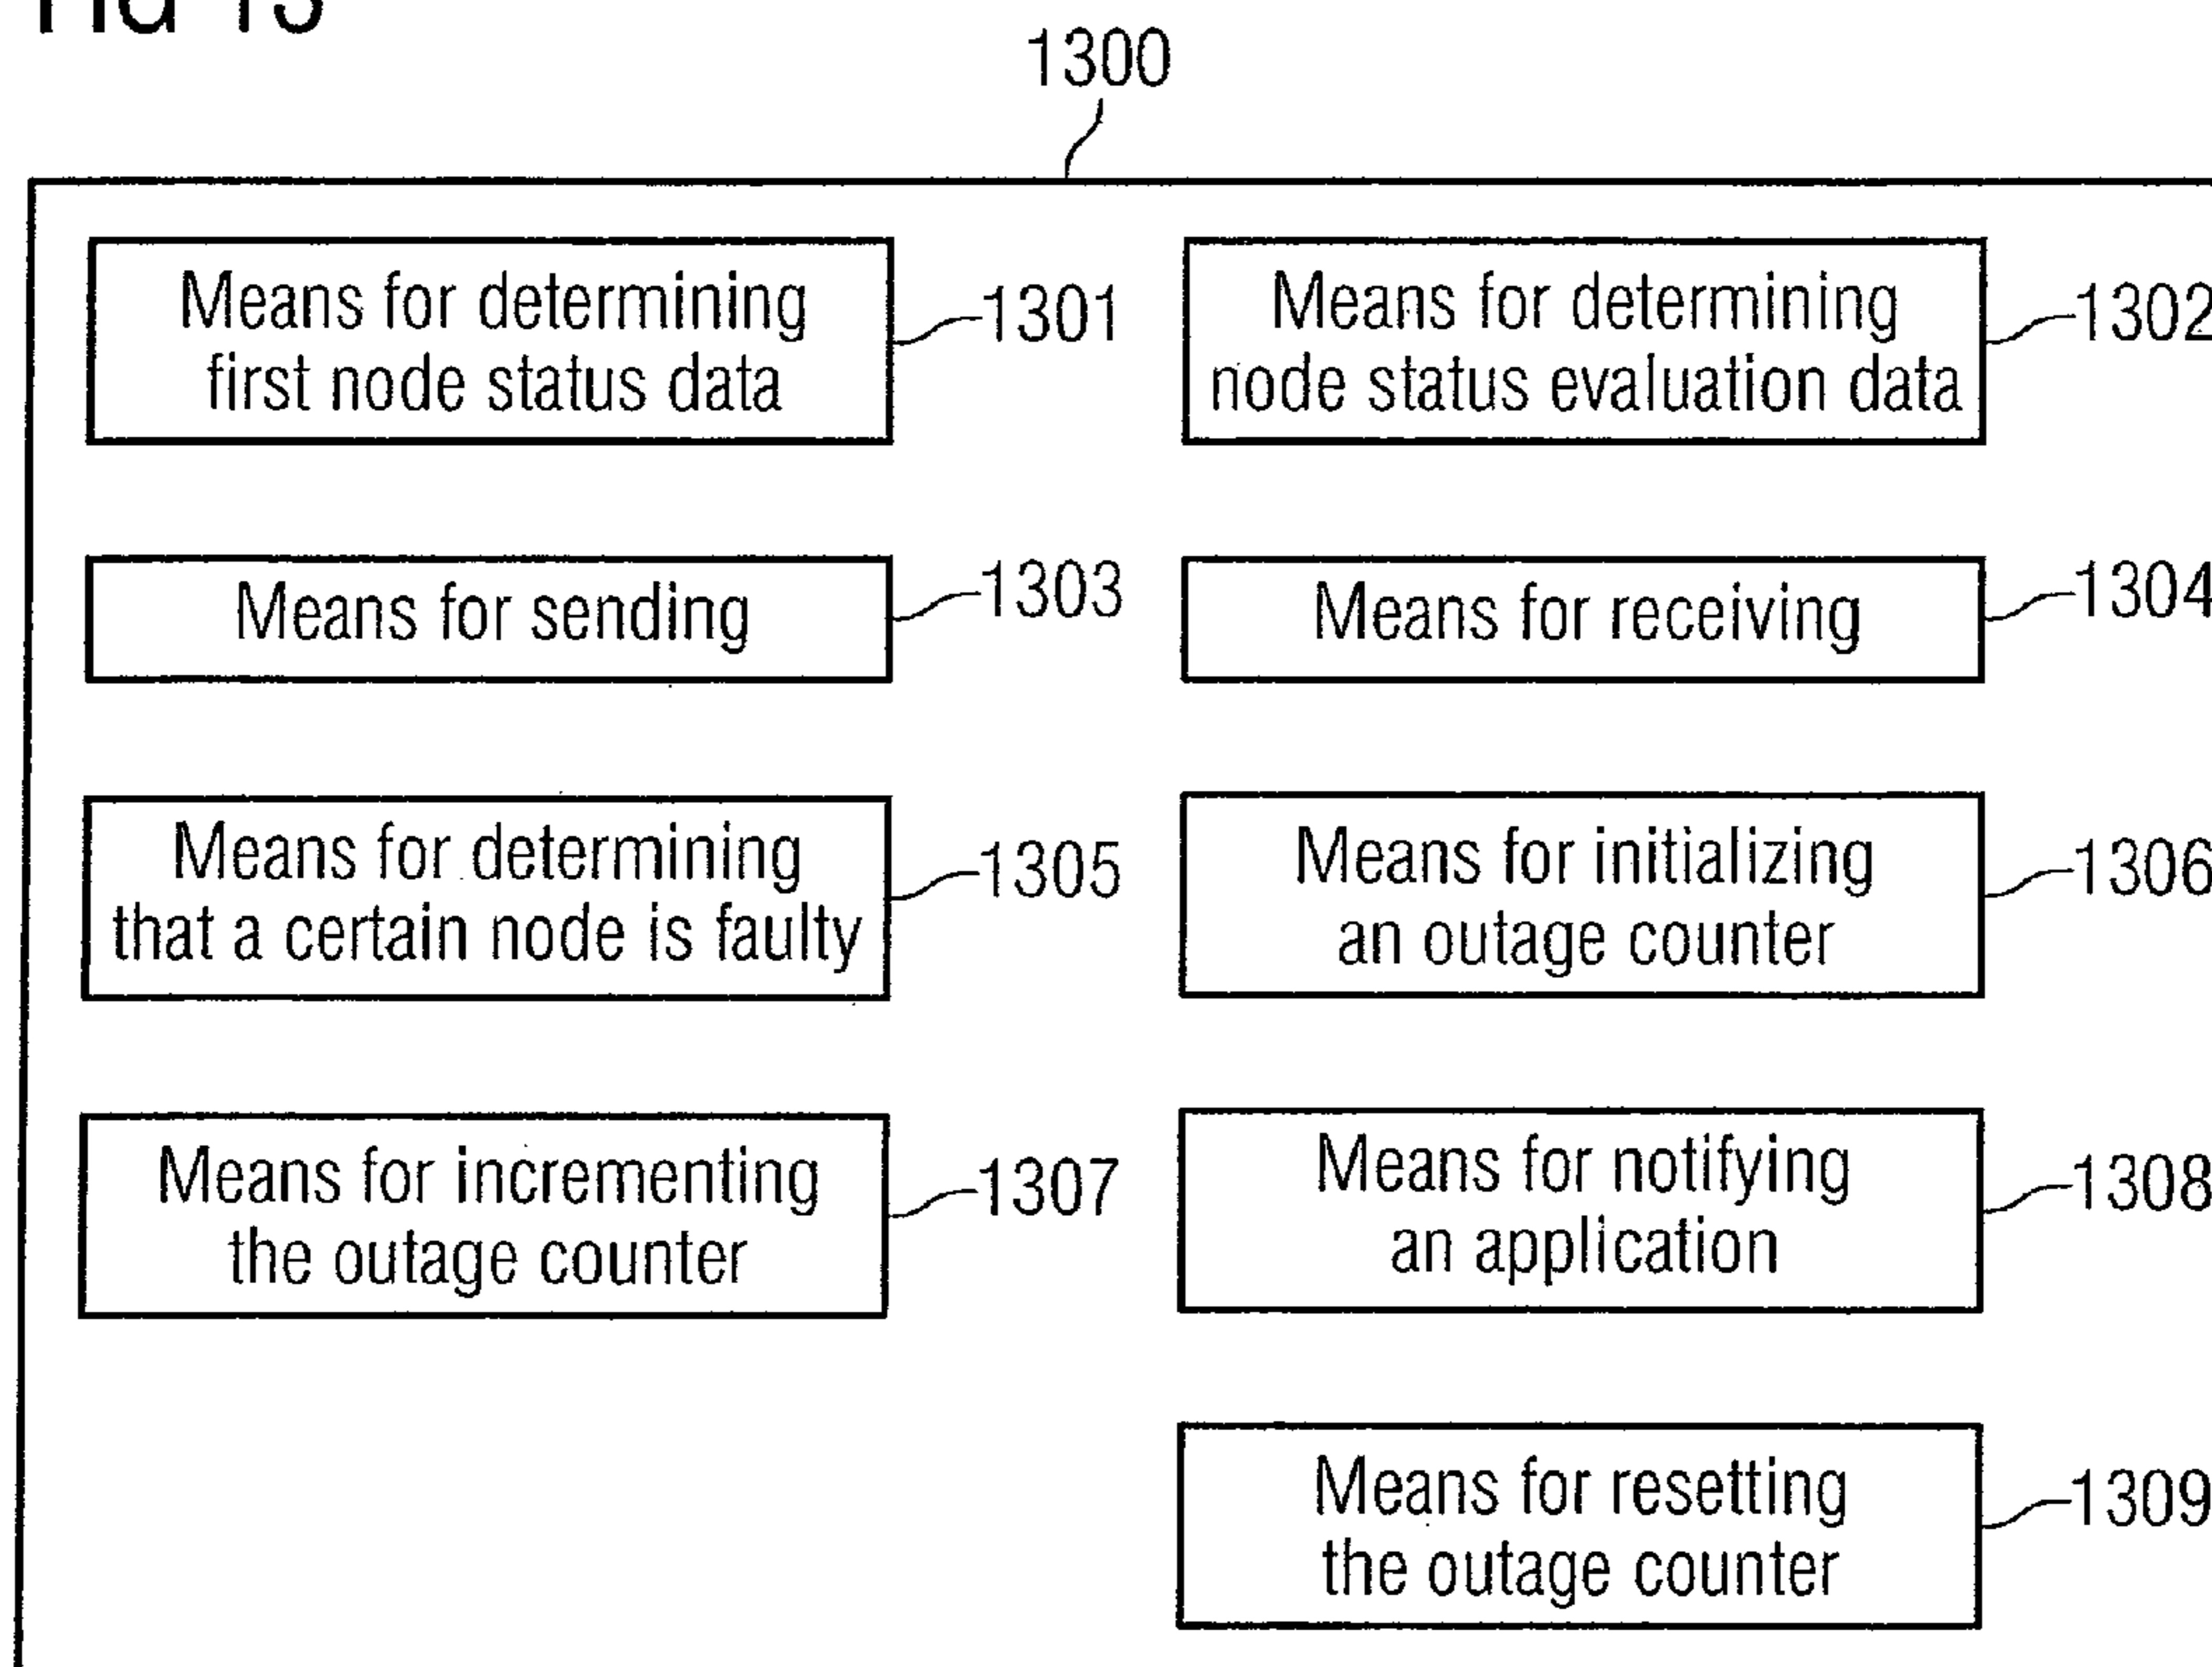 FIG 13
1300
Means for determining
first node status data
1301
Means for determining
node status evaluation data
1302
Means for sending
1303
Means for receiving
1304
Means for determining
that a certain node is faulty
1305
Means for initializing
an outage counter
1306
Means for incrementing
the outage counter
1307
Means for notifying
an application
1308
Means for resetting
the outage counter
1309